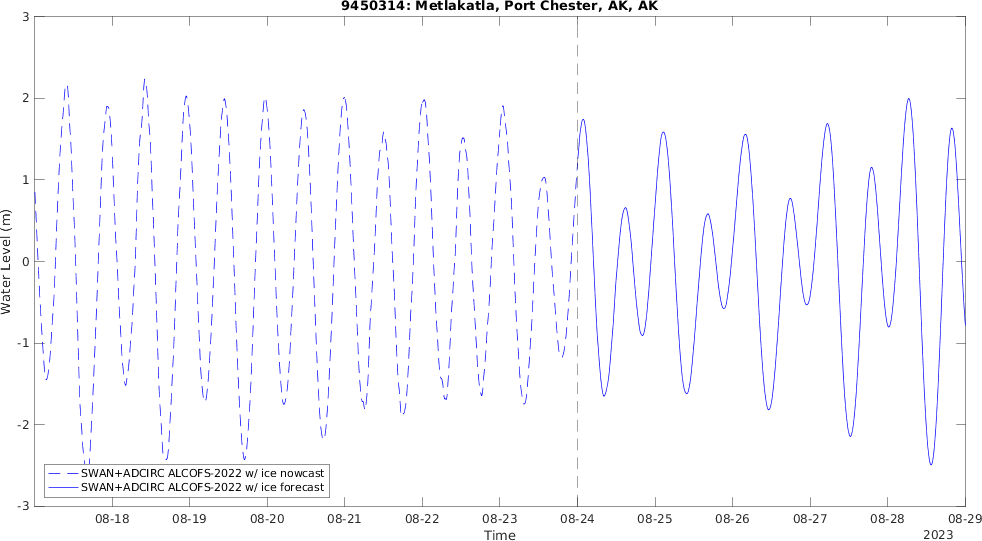 9450314: Metlakatla, Port Chester, AK, AK
3
2
1
0
-1
-2
-3
Water Level (m)
SWAN+ADCIRC ALCOFS-2022 w/ ice nowcast
SWAN+ADCIRC ALCOFS-2022 w/ ice forecast
08-18 08-19 08-20 08-21 08-22 08-23 08-24 08-25 08-26 08-27 08-28 08-29
Time
2023